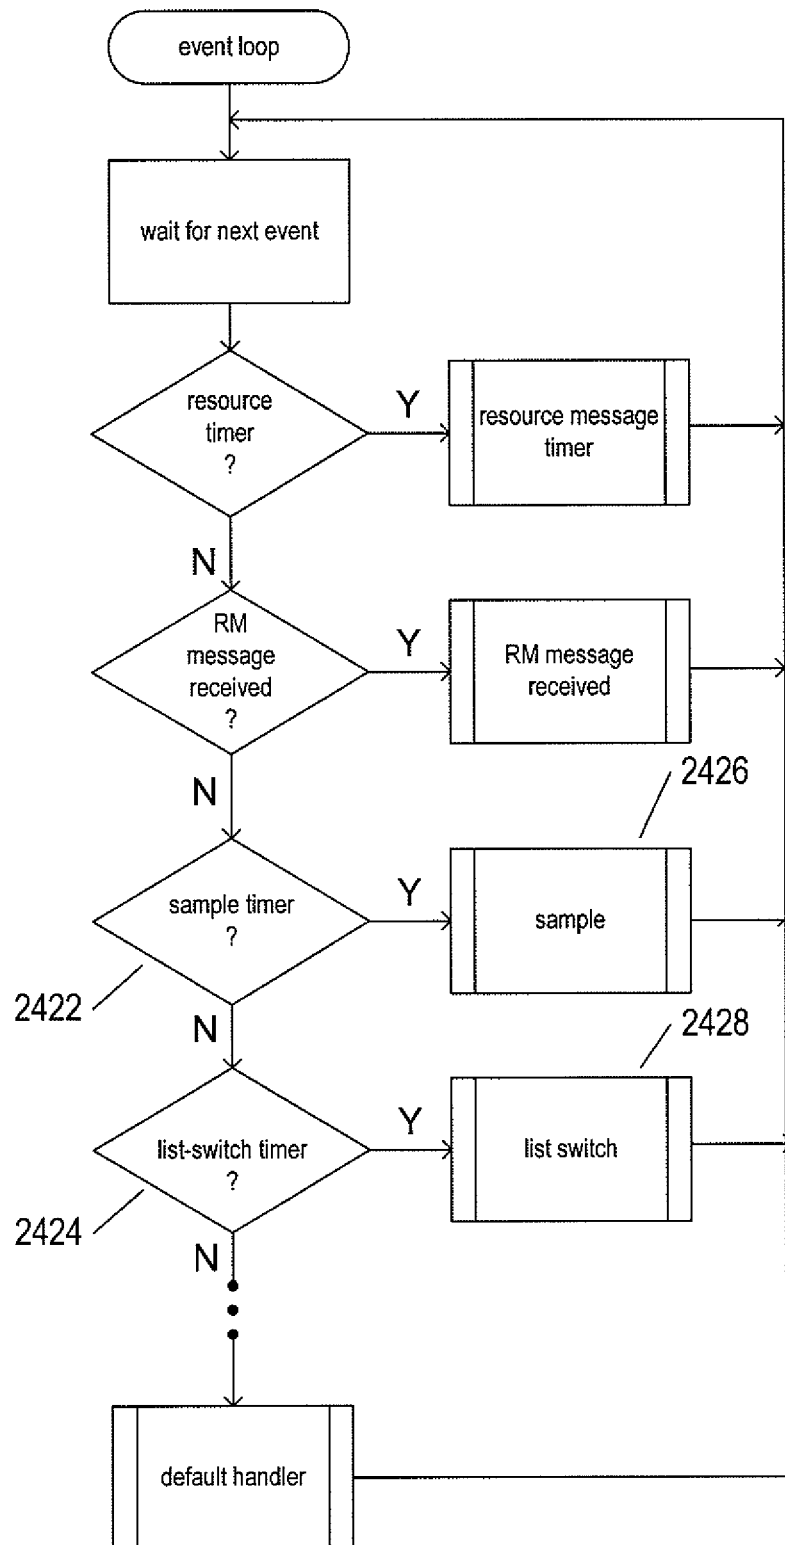 event loop
wait for next event
resource
timer
?
Y
resource message
timer
N
RM
message
received
?
Y
RM message
received
N
2426
sample timer
?
Y
sample
2422
N
2428
list-switch timer
?
Y
list switch
2424
N
default handler